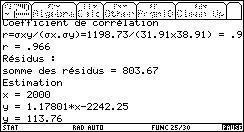 Coefficient de corrélation
r=σxy/(σx.σy)=1198.73/(31.91x38.91) = .9
r = .966
Résidus :
somme des résidus = 803.67
Estimation
x = 2000
y = 1.17801*x-2242.25
y = 113.76
STAT RAD AUTO FUNC 25/30 PAUSE